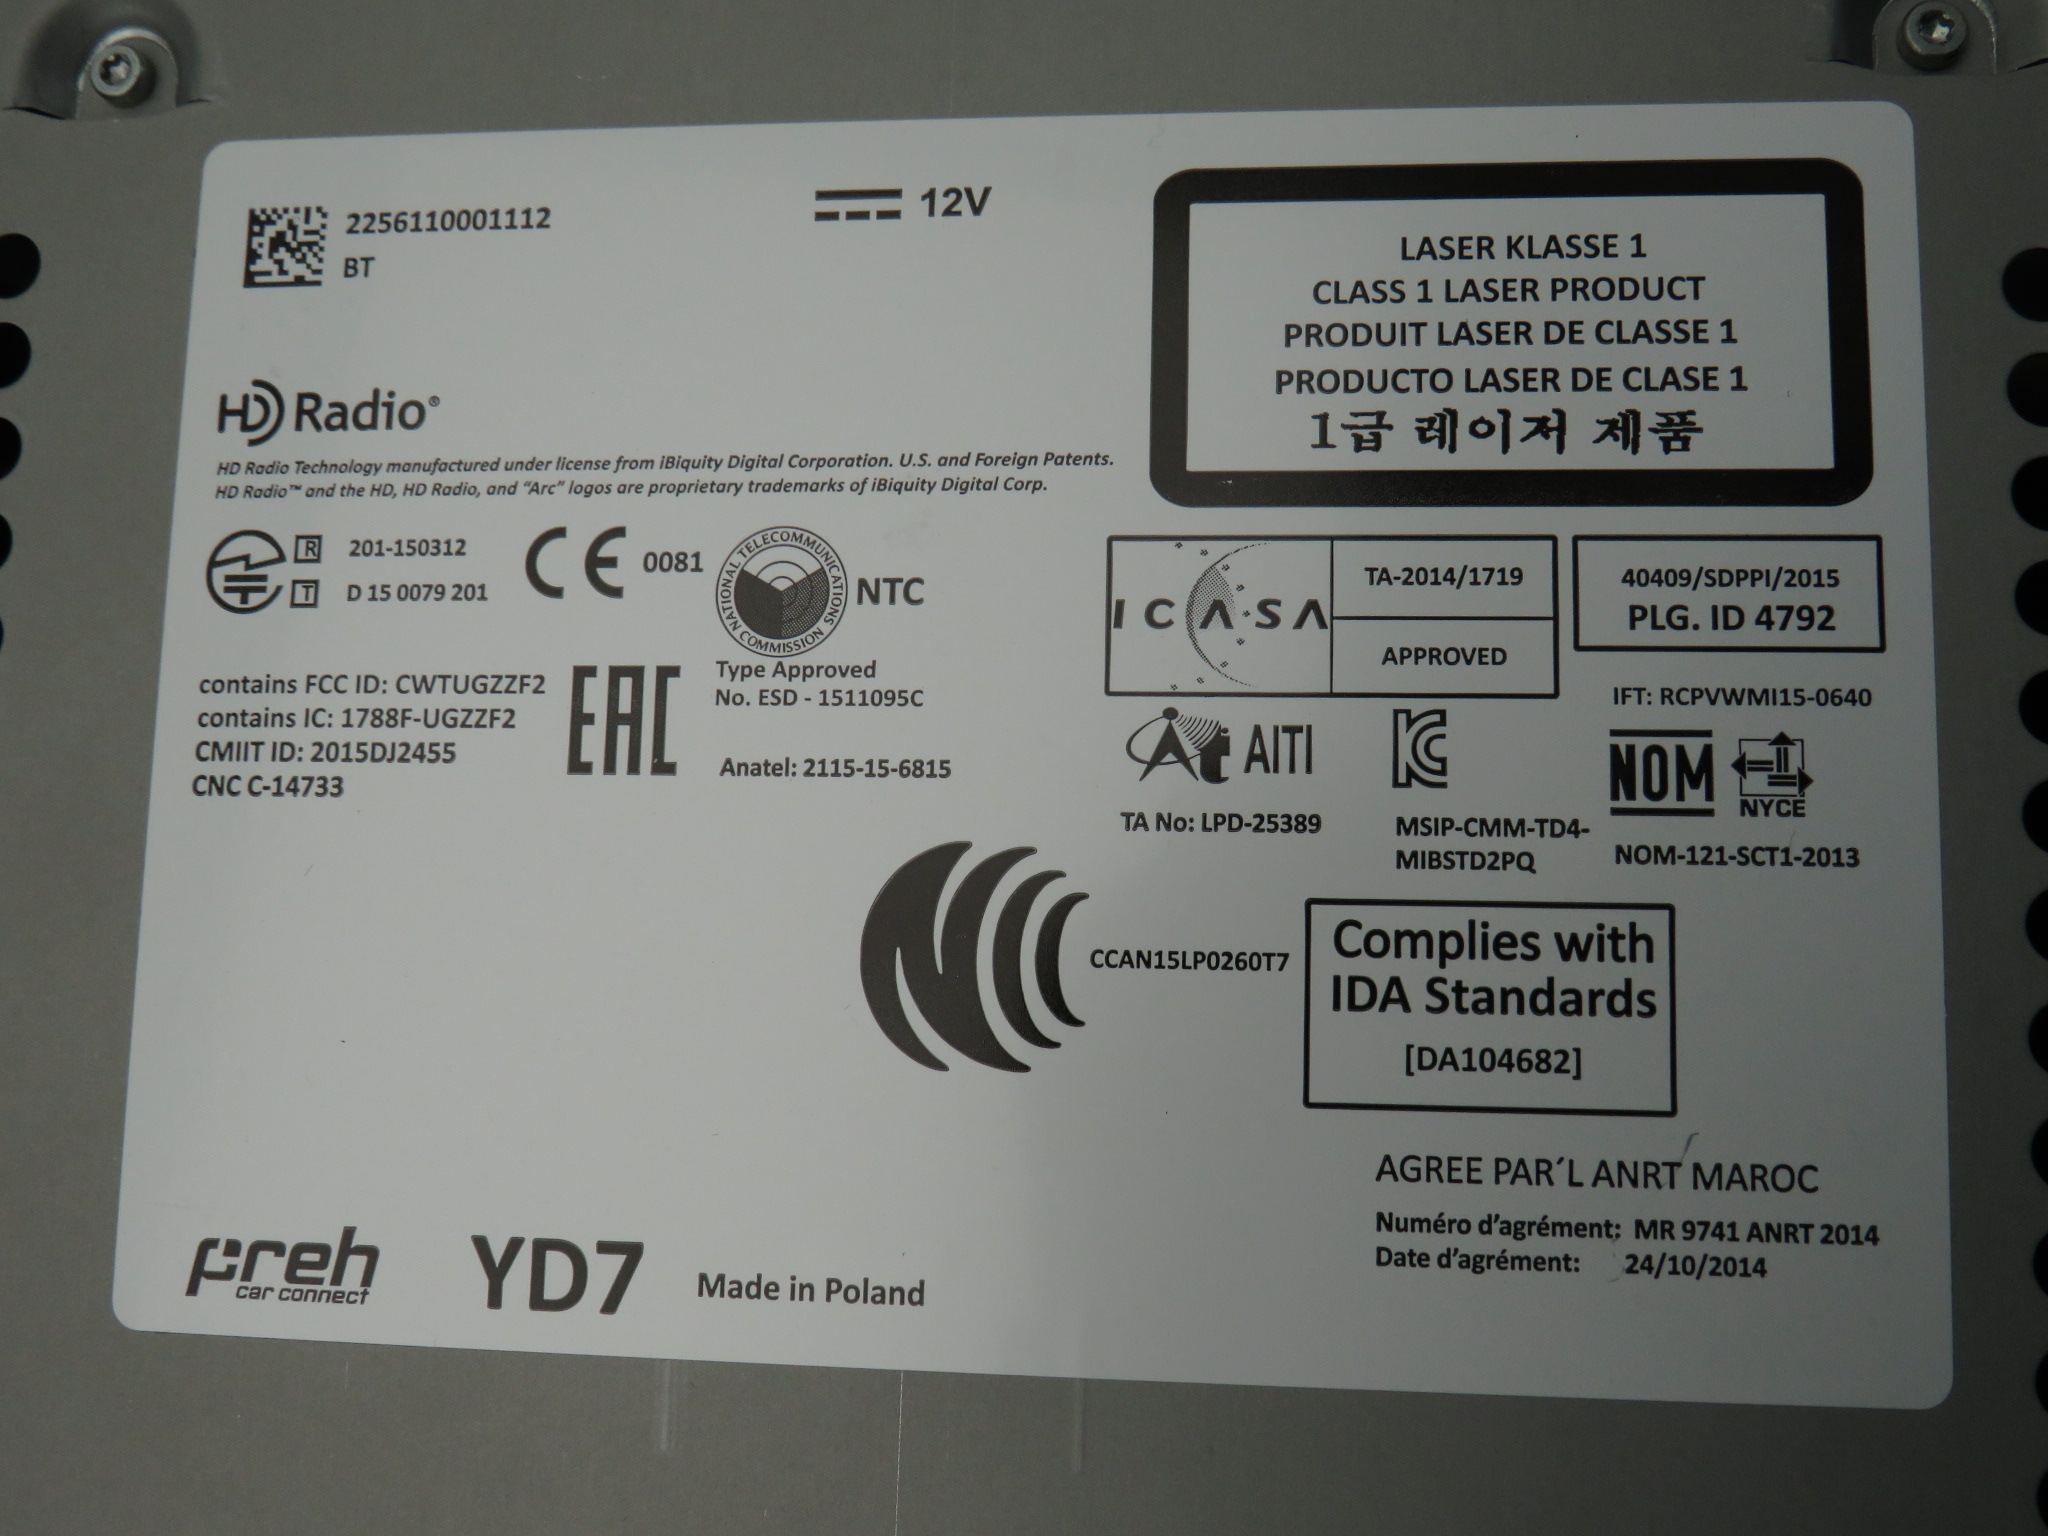 2256110001112
BT
12V
LASER KLASSE 1
CLASS 1 LASER PRODUCT
PRODUIT LASER DE CLASSE 1
PRODUCTO LASER DE CLASE 1
1급 레이저 제품
HD Radio®
HD Radio Technology manufactured under license from iBiquity Digital Corporation. U.S. and Foreign Patents.
HD Radio™ and the HD, HD Radio, and “Arc” logos are proprietary trademarks of iBiquity Digital Corp.
R 201-150312
T D 15 0079 201
CE 0081
NATIONAL TELECOMMUNICATIONS COMMISSION
NTC
Type Approved
No. ESD - 1511095C
ICASA
TA-2014/1719
APPROVED
40409/SDPPI/2015
PLG. ID 4792
contains FCC ID: CWTUGZZF2
contains IC: 1788F-UGZZF2
CMIIT ID: 2015DJ2455
CNC C-14733
EAC
Anatel: 2115-15-6815
IFT: RCPVWMI15-0640
At AITI
TA No: LPD-25389
KC
MSIP-CMM-TD4-
MIBSTD2PQ
NOM
NYCE
NOM-121-SCT1-2013
CCAN15LP0260T7
Complies with
IDA Standards
[DA104682]
AGREE PAR´L ANRT MAROC
Numéro d’agrément: MR 9741 ANRT 2014
Date d’agrément: 24/10/2014
preh
car connect
YD7
Made in Poland